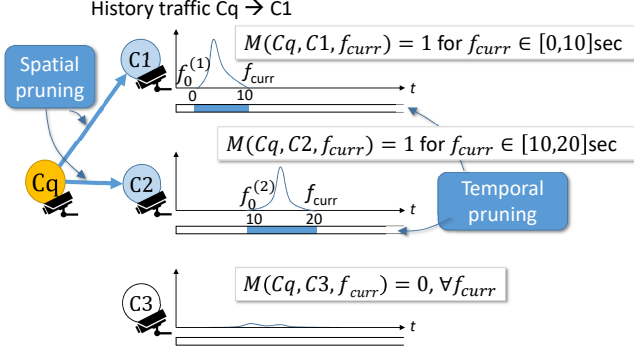 History traffic Cq → C1
C1
M(Cq, C1, f_curr) = 1 for f_curr ∈ [0,10]sec
Spatial
pruning
f_0^(1)
f_curr
0
10
t
M(Cq, C2, f_curr) = 1 for f_curr ∈ [10,20]sec
Cq
C2
f_0^(2)
f_curr
10
20
t
Temporal
pruning
M(Cq, C3, f_curr) = 0, ∀f_curr
C3
t